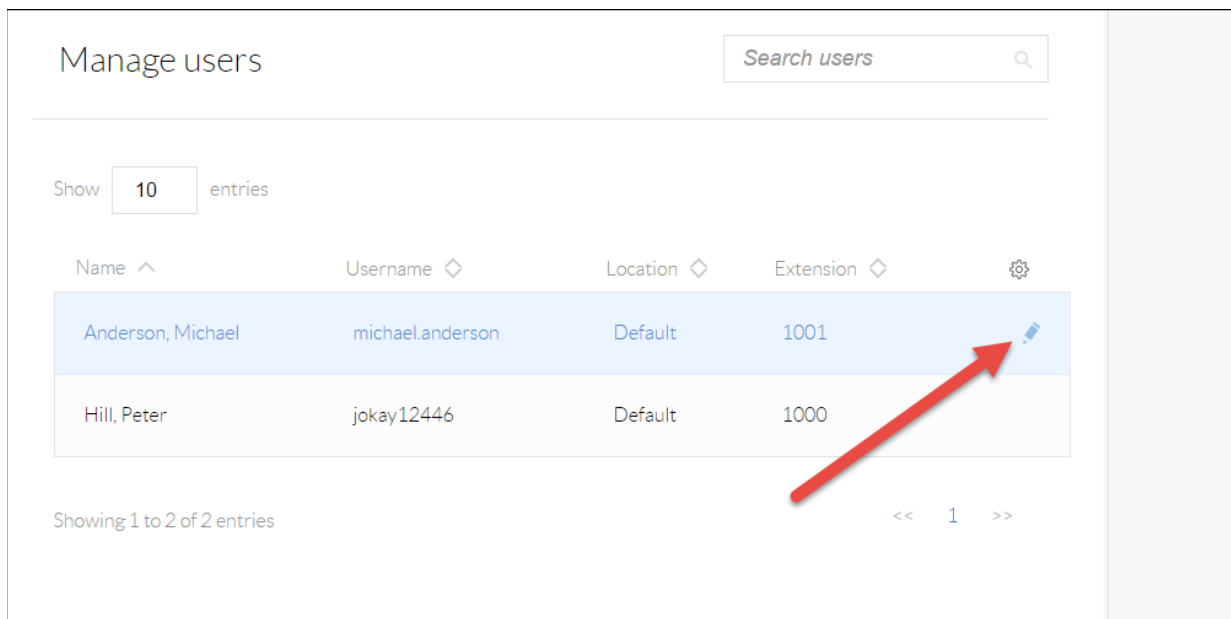 Manage users
Search users
Show 10 entries
Name Username Location Extension
Anderson, Michael michael.anderson Default 1001
Hill, Peter jokay12446 Default 1000
Showing 1 to 2 of 2 entries
<< 1 >>